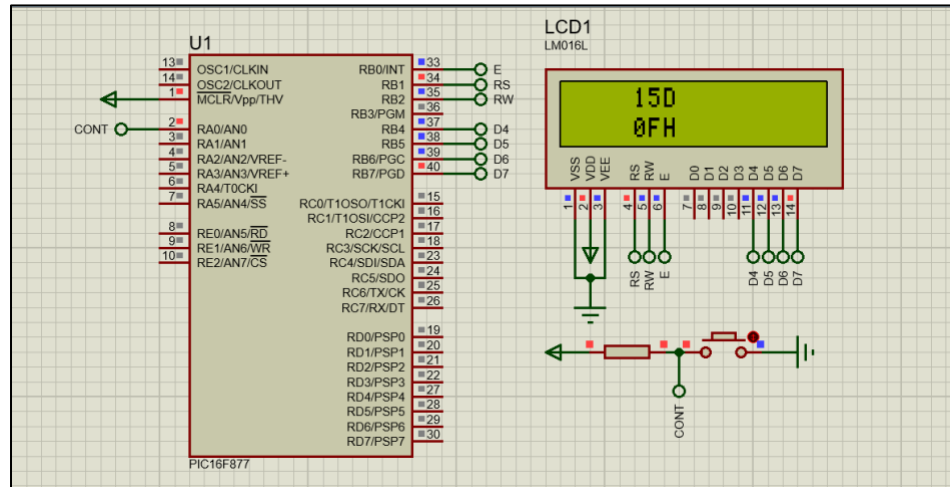 U1
13 OSC1/CLKIN
14 OSC2/CLKOUT
1 MCLR/Vpp/THV
CONT
2 RA0/AN0
3 RA1/AN1
4 RA2/AN2/VREF-
5 RA3/AN3/VREF+
6 RA4/T0CKI
7 RA5/AN4/SS
8 RE0/AN5/RD
9 RE1/AN6/WR
10 RE2/AN7/CS
RB0/INT 33 E
RB1 34 RS
RB2 35 RW
RB3/PGM 36
RB4 37 D4
RB5 38 D5
RB6/PGC 39 D6
RB7/PGD 40 D7
RC0/T1OSO/T1CKI 15
RC1/T1OSI/CCP2 16
RC2/CCP1 17
RC3/SCK/SCL 18
RC4/SDI/SDA 23
RC5/SDO 24
RC6/TX/CK 25
RC7/RX/DT 26
RD0/PSP0 19
RD1/PSP1 20
RD2/PSP2 21
RD3/PSP3 22
RD4/PSP4 27
RD5/PSP5 28
RD6/PSP6 29
RD7/PSP7 30
PIC16F877
LCD1
LM016L
15D
0FH
VSS VDD VEE RS RW E D0 D1 D2 D3 D4 D5 D6 D7
1 2 3 4 5 6 7 8 9 10 11 12 13 14
RS RW E D4 D5 D6 D7
CONT